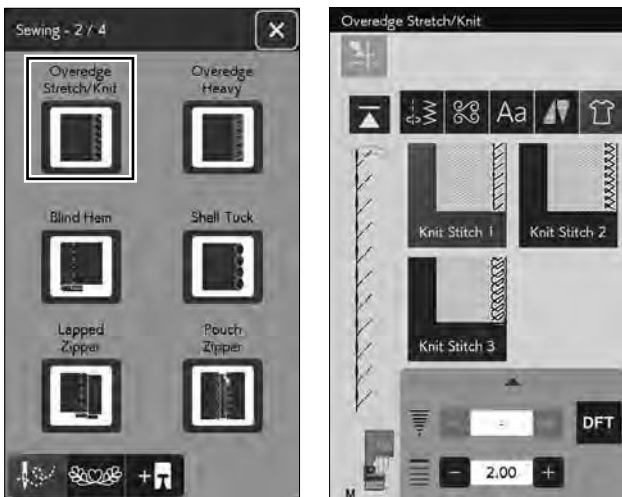 Sewing - 2 / 4
Overedge
Stretch/Knit
Overedge
Heavy
Blind Hem
Shell Tuck
Lapped
Zipper
Pouch
Zipper
Overedge Stretch/Knit
Aa
Knit Stitch 1
Knit Stitch 2
Knit Stitch 3
DFT
2.00
M